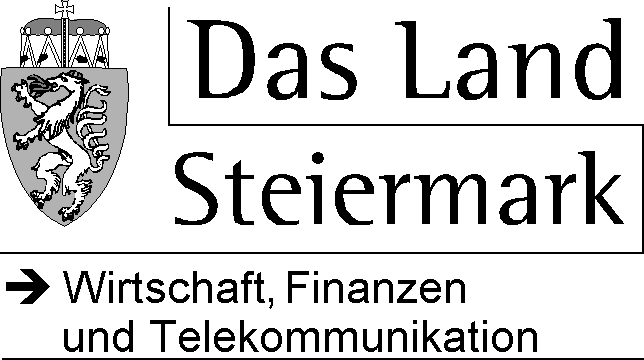 Das Land
Steiermark
➔ Wirtschaft, Finanzen
und Telekommunikation